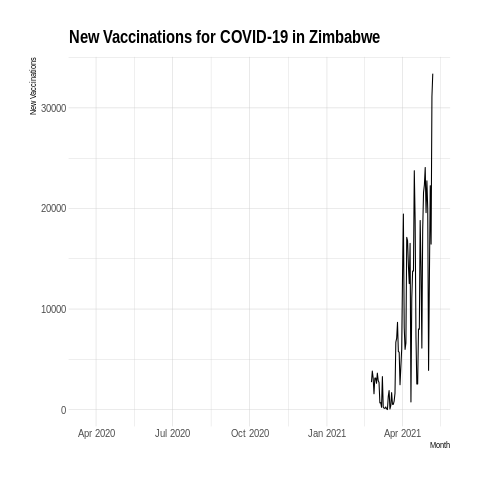 New Vaccinations for COVID-19 in Zimbabwe
New Vaccinations
30000
20000
10000
0
Apr 2020 Jul 2020 Oct 2020 Jan 2021 Apr 2021
Month